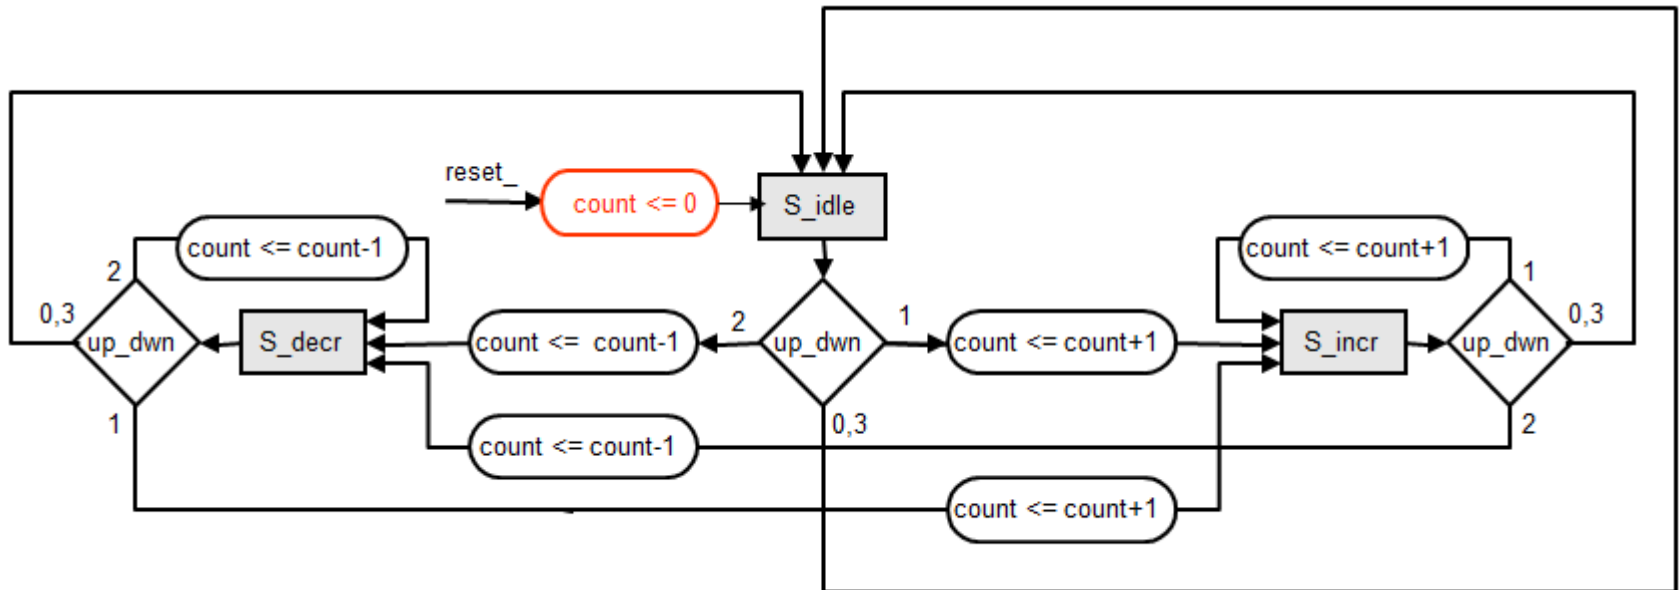 reset_
count <= 0
S_idle
count <= count-1
count <= count+1
2
1
0,3
0,3
up_dwn
S_decr
count <= count-1
2
up_dwn
1
count <= count+1
S_incr
up_dwn
1
0,3
2
count <= count-1
count <= count+1